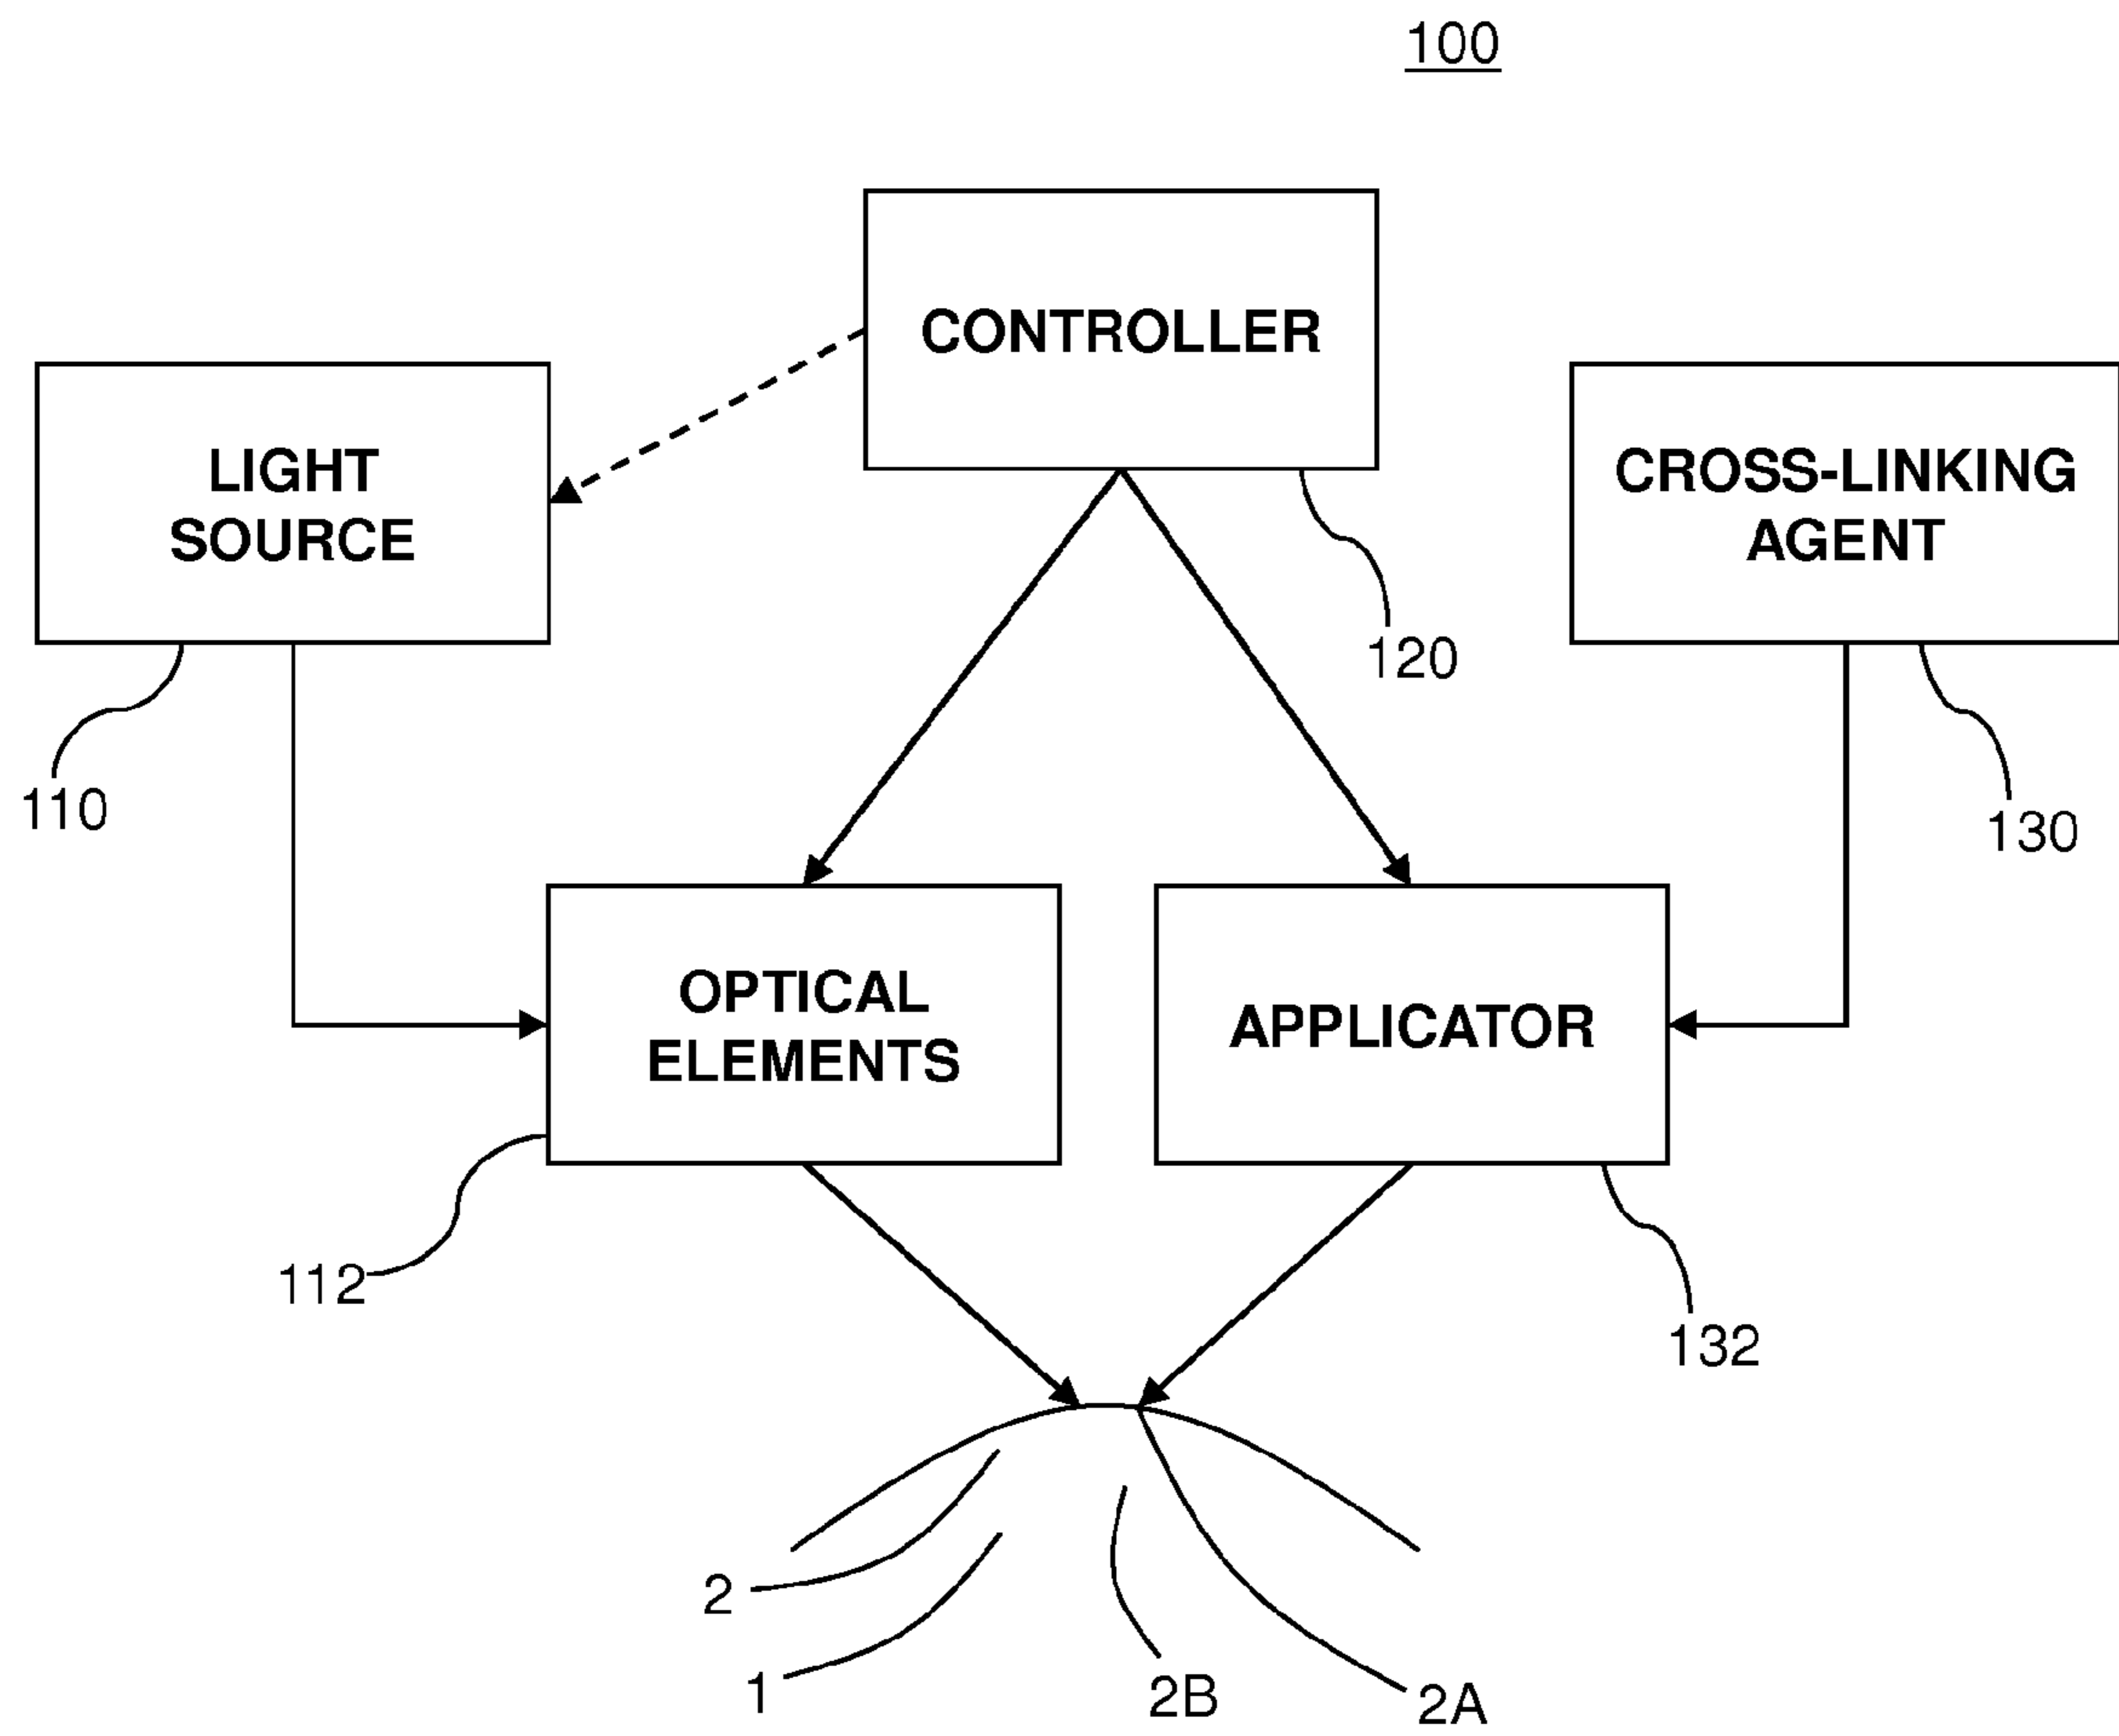 100
CONTROLLER
LIGHT
SOURCE
CROSS-LINKING
AGENT
120
110
130
OPTICAL
ELEMENTS
APPLICATOR
112
132
2
1
2B
2A